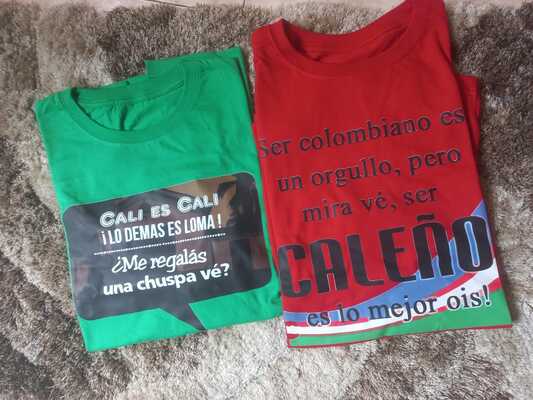 CALI ES CALI
¡LO DEMAS ES LOMA!
¿Me regalás
una chuspa vé?
Ser colombiano es
un orgullo, pero
mira vé, ser
CALEÑO
es lo mejor ois!